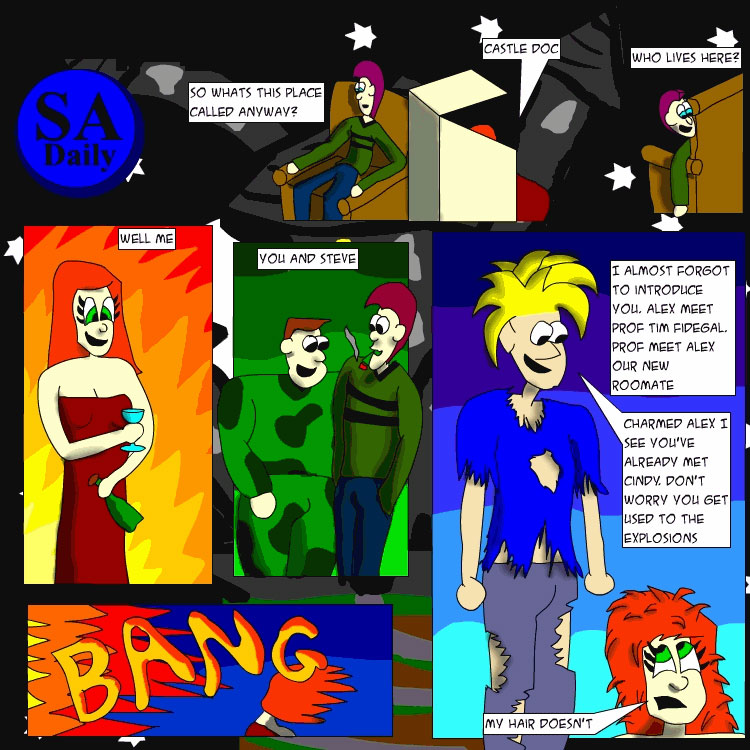 SA
Daily
SO WHATS THIS PLACE
CALLED ANYWAY?
CASTLE DOC
WHO LIVES HERE?
WELL ME
YOU AND STEVE
BANG
I ALMOST FORGOT
TO INTRODUCE
YOU. ALEX MEET
PROF TIM FIDEGAL.
PROF MEET ALEX
OUR NEW
ROOMATE
CHARMED ALEX I
SEE YOU'VE
ALREADY MET
CINDY. DON'T
WORRY YOU GET
USED TO THE
EXPLOSIONS
MY HAIR DOESN'T